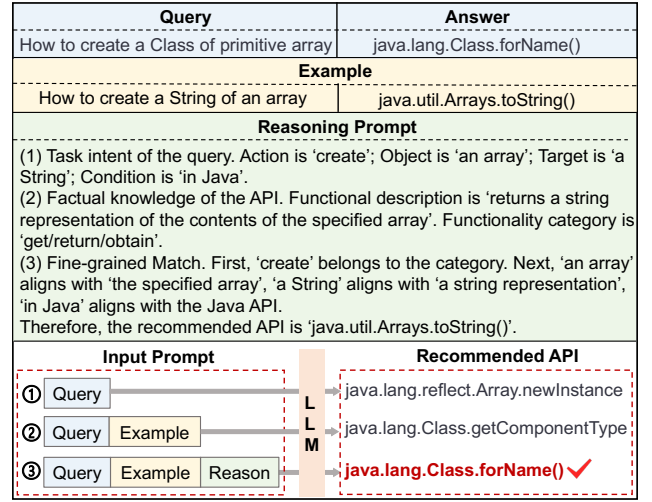 Query Answer
How to create a Class of primitive array java.lang.Class.forName()
Example
How to create a String of an array java.util.Arrays.toString()
Reasoning Prompt
(1) Task intent of the query. Action is ‘create’; Object is ‘an array’; Target is ‘a
String’; Condition is ‘in Java’.
(2) Factual knowledge of the API. Functional description is ‘returns a string
representation of the contents of the specified array’. Functionality category is
‘get/return/obtain’.
(3) Fine-grained Match. First, ‘create’ belongs to the category. Next, ‘an array’
aligns with ‘the specified array’, ‘a String’ aligns with ‘a string representation’,
‘in Java’ aligns with the Java API.
Therefore, the recommended API is ‘java.util.Arrays.toString()’.
Input Prompt Recommended API
① Query java.lang.reflect.Array.newInstance
② Query Example java.lang.Class.getComponentType
③ Query Example Reason java.lang.Class.forName()
L
L
M